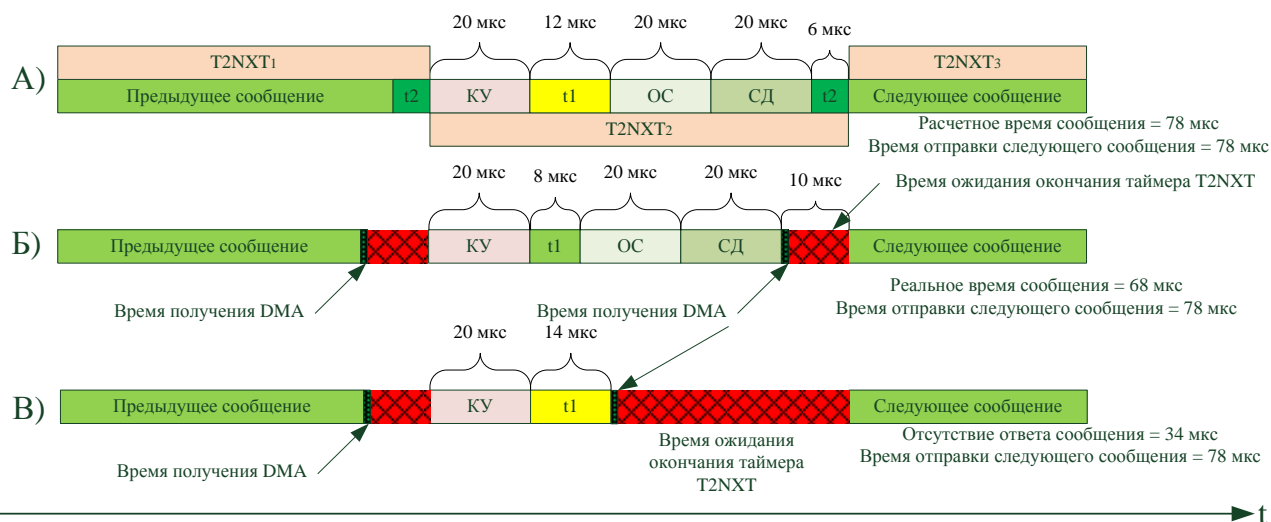 20 мкс 12 мкс 20 мкс 20 мкс 6 мкс
А)
T2NXT1 T2NXT3
Предыдущее сообщение t2 КУ t1 ОС СД t2 Следующее сообщение
T2NXT2
Расчетное время сообщения = 78 мкс
Время отправки следующего сообщения = 78 мкс
20 мкс 8 мкс 20 мкс 20 мкс 10 мкс
Время ожидания окончания таймера T2NXT
Б)
Предыдущее сообщение КУ t1 ОС СД Следующее сообщение
Время получения DMA Время получения DMA
Реальное время сообщения = 68 мкс
Время отправки следующего сообщения = 78 мкс
20 мкс 14 мкс
В)
Предыдущее сообщение КУ t1 Следующее сообщение
Время получения DMA
Время ожидания
окончания таймера
T2NXT
Отсутствие ответа сообщения = 34 мкс
Время отправки следующего сообщения = 78 мкс
t